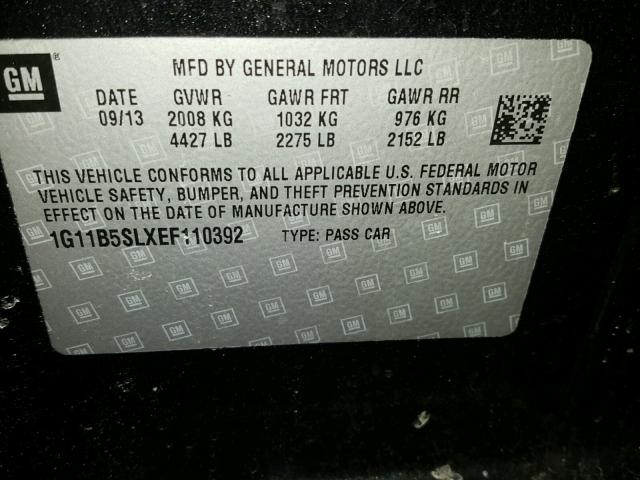 GM ®
MFD BY GENERAL MOTORS LLC
DATE GVWR GAWR FRT GAWR RR
09/13 2008 KG 1032 KG 976 KG
4427 LB 2275 LB 2152 LB
THIS VEHICLE CONFORMS TO ALL APPLICABLE U.S. FEDERAL MOTOR
VEHICLE SAFETY, BUMPER, AND THEFT PREVENTION STANDARDS IN
EFFECT ON THE DATE OF MANUFACTURE SHOWN ABOVE.
1G11B5SLXEF110392 TYPE: PASS CAR